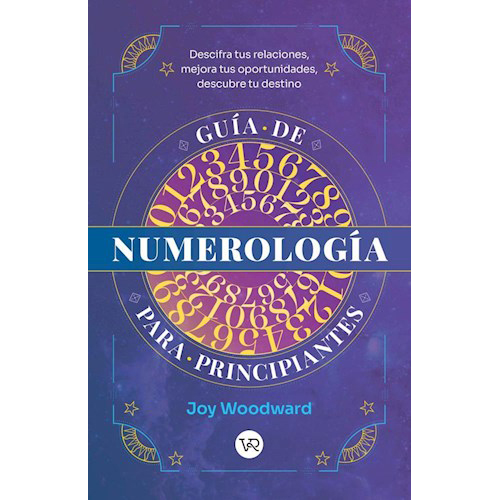 Descifra tus relaciones,
mejora tus oportunidades,
descubre tu destino
GUÍA · DE
NUMEROLOGÍA
PARA · PRINCIPIANTES
Joy Woodward
VR